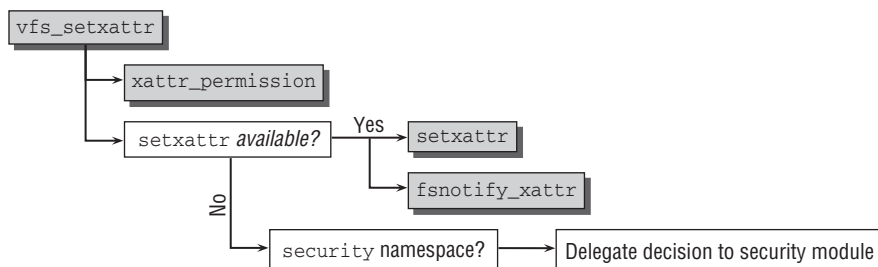 vfs_setxattr
xattr_permission
setxattr available?
Yes
setxattr
fsnotify_xattr
No
security namespace?
Delegate decision to security module